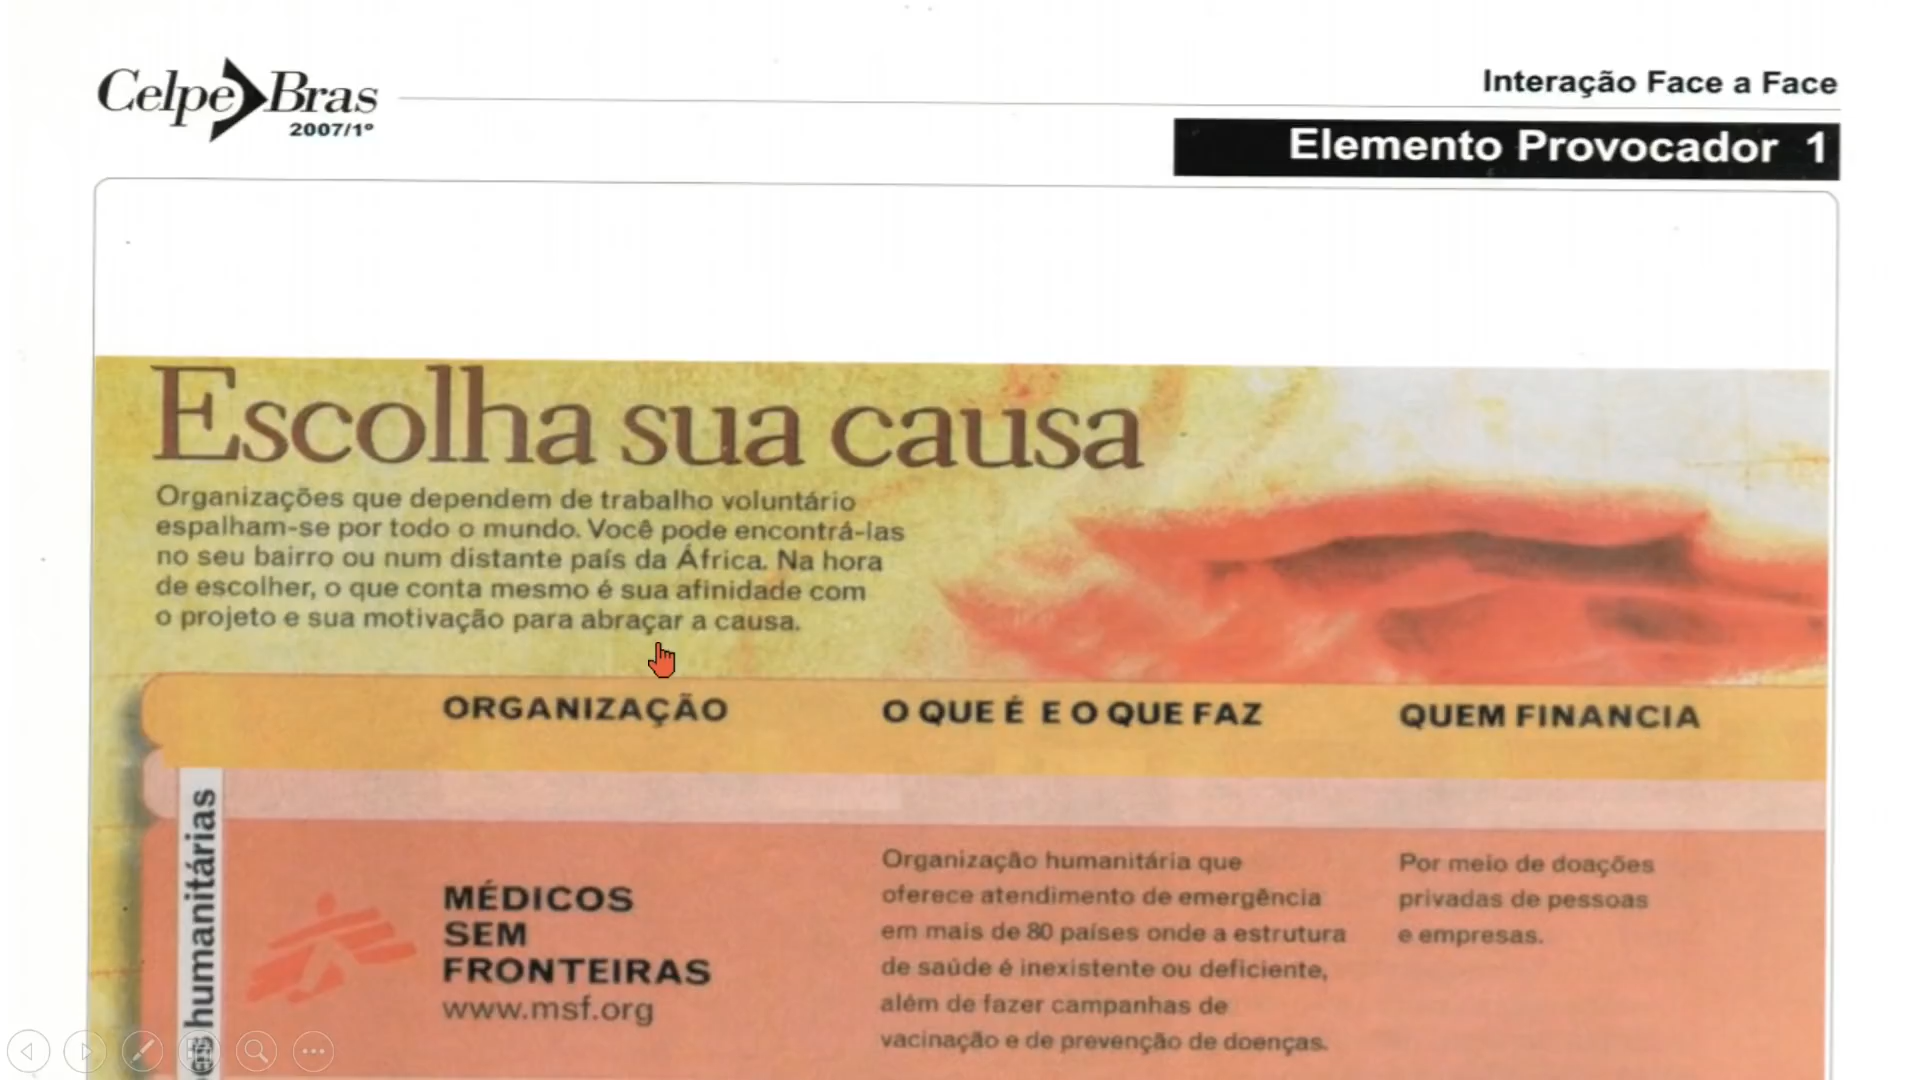 Celpe Bras
2007/1º
Interação Face a Face
Elemento Provocador 1
Escolha sua causa
Organizações que dependem de trabalho voluntário
espalham-se por todo o mundo. Você pode encontrá-las
no seu bairro ou num distante país da África. Na hora
de escolher, o que conta mesmo é sua afinidade com
o projeto e sua motivação para abraçar a causa.
ORGANIZAÇÃO
O QUE É E O QUE FAZ
QUEM FINANCIA
humanitárias
MÉDICOS
SEM
FRONTEIRAS
www.msf.org
Organização humanitária que
oferece atendimento de emergência
em mais de 80 países onde a estrutura
de saúde é inexistente ou deficiente,
além de fazer campanhas de
vacinação e de prevenção de doenças.
Por meio de doações
privadas de pessoas
e empresas.